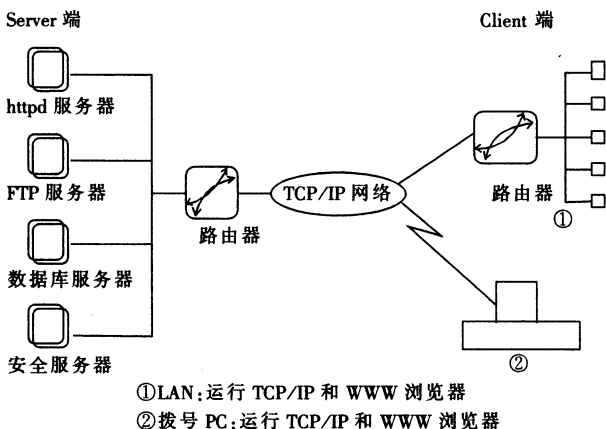 Server 端
Client 端
httpd 服务器
FTP 服务器
数据库服务器
安全服务器
路由器
TCP/IP 网络
路由器
①
②
①LAN:运行 TCP/IP 和 WWW 浏览器
②拨号 PC:运行 TCP/IP 和 WWW 浏览器